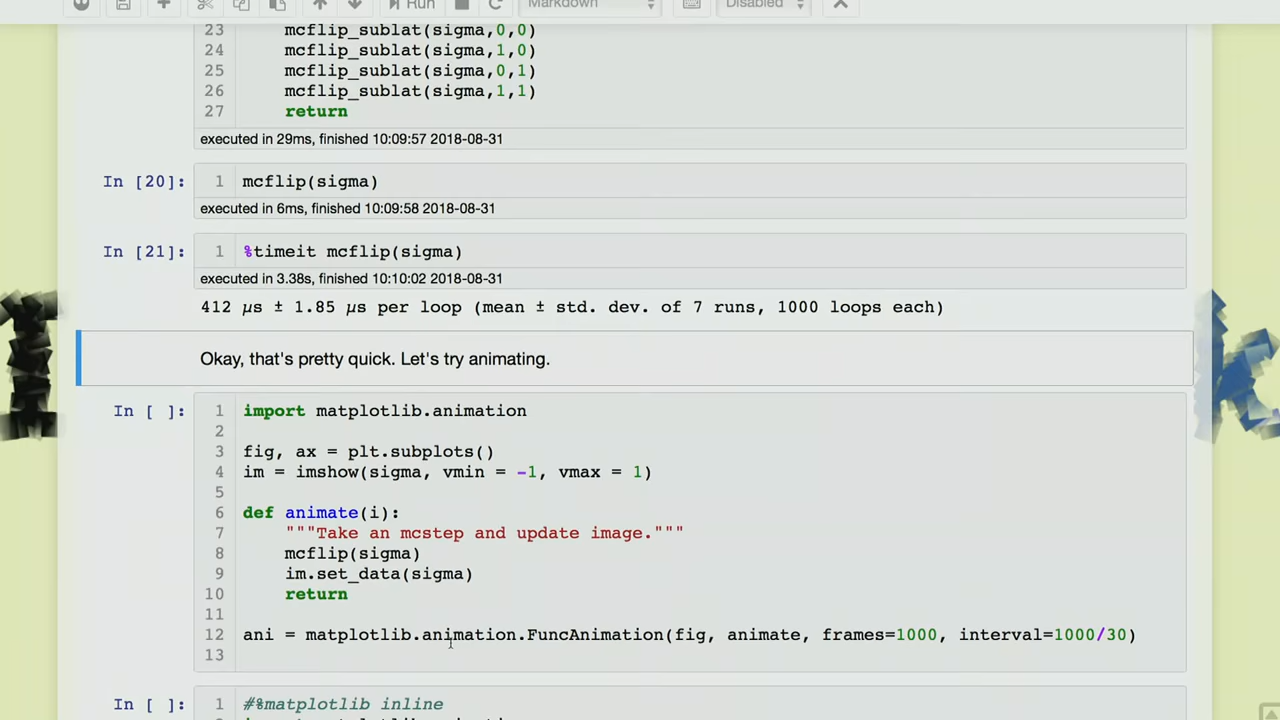 Run
Markdown
Disabled
23 mcflip_sublat(sigma,0,0)
24 mcflip_sublat(sigma,1,0)
25 mcflip_sublat(sigma,0,1)
26 mcflip_sublat(sigma,1,1)
27 return
executed in 29ms, finished 10:09:57 2018-08-31
In [20]: 1 mcflip(sigma)
executed in 6ms, finished 10:09:58 2018-08-31
In [21]: 1 %timeit mcflip(sigma)
executed in 3.38s, finished 10:10:02 2018-08-31
412 µs ± 1.85 µs per loop (mean ± std. dev. of 7 runs, 1000 loops each)
Okay, that's pretty quick. Let's try animating.
In [ ]: 1 import matplotlib.animation
2
3 fig, ax = plt.subplots()
4 im = imshow(sigma, vmin = -1, vmax = 1)
5
6 def animate(i):
7 """Take an mcstep and update image."""
8 mcflip(sigma)
9 im.set_data(sigma)
10 return
11
12 ani = matplotlib.animation.FuncAnimation(fig, animate, frames=1000, interval=1000/30)
13
In [ ]: 1 #%matplotlib inline